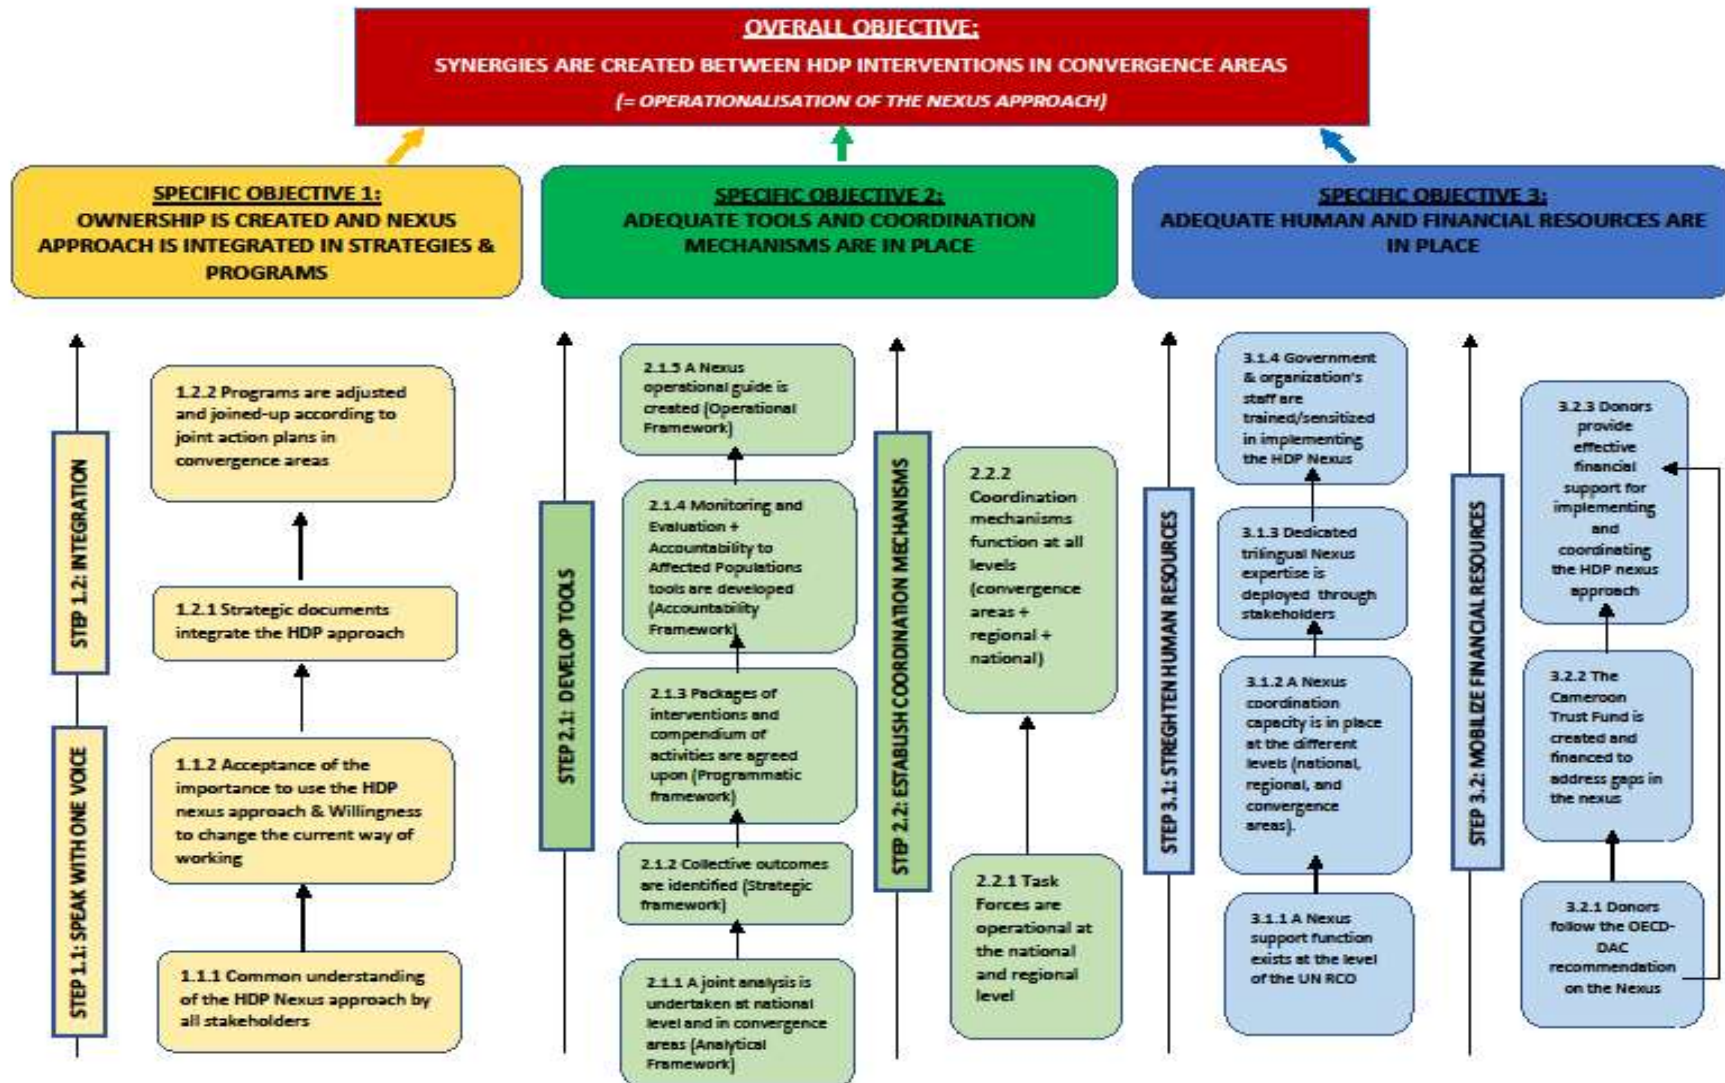 OVERALL OBJECTIVE:
SYNERGIES ARE CREATED BETWEEN HDP INTERVENTIONS IN CONVERGENCE AREAS
(= OPERATIONALISATION OF THE NEXUS APPROACH)
SPECIFIC OBJECTIVE 1:
OWNERSHIP IS CREATED AND NEXUS
APPROACH IS INTEGRATED IN STRATEGIES &
PROGRAMS
SPECIFIC OBJECTIVE 2:
ADEQUATE TOOLS AND COORDINATION
MECHANISMS ARE IN PLACE
SPECIFIC OBJECTIVE 3:
ADEQUATE HUMAN AND FINANCIAL RESOURCES ARE
IN PLACE
STEP 1.2: INTEGRATION
STEP 1.1: SPEAK WITH ONE VOICE
1.2.2 Programs are adjusted
and joined-up according to
joint action plans in
convergence areas
1.2.1 Strategic documents
integrate the HDP approach
1.1.2 Acceptance of the
importance to use the HDP
nexus approach & Willingness
to change the current way of
working
1.1.1 Common understanding
of the HDP Nexus approach by
all stakeholders
STEP 2.1: DEVELOP TOOLS
2.1.5 A Nexus
operational guide is
created (Operational
Framework)
2.1.4 Monitoring and
Evaluation +
Accountability to
Affected Populations
tools are developed
(Accountability
Framework)
2.1.3 Packages of
interventions and
compendium of
activities are agreed
upon (Programmatic
framework)
2.1.2 Collective outcomes
are identified (Strategic
framework)
2.1.1 A joint analysis is
undertaken at national
level and in convergence
areas (Analytical
Framework)
STEP 2.2: ESTABLISH COORDINATION MECHANISMS
2.2.2
Coordination
mechanisms
function at all
levels
(convergence
areas +
regional +
national)
2.2.1 Task
Forces are
operational at
the national
and regional
level
STEP 3.1: STREGHTEN HUMAN RESOURCES
3.1.4 Government
& organization's
staff are
trained/sensitized
in implementing
the HDP Nexus
3.1.3 Dedicated
trilingual Nexus
expertise is
deployed through
stakeholders
3.1.2 A Nexus
coordination
capacity is in place
at the different
levels (national,
regional, and
convergence
areas).
3.1.1 A Nexus
support function
exists at the level
of the UN RCO
STEP 3.2: MOBILIZE FINANCIAL RESOURCES
3.2.3 Donors
provide
effective
financial
support for
implementing
and
coordinating
the HDP nexus
approach
3.2.2 The
Cameroon
Trust Fund is
created and
financed to
address gaps in
the nexus
3.2.1 Donors
follow the OECD-
DAC
recommendation
on the Nexus